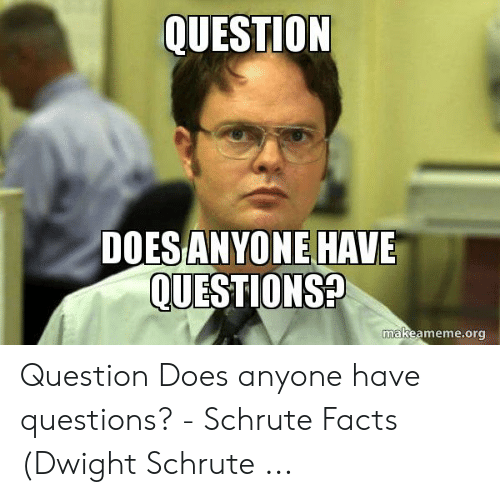 QUESTION
DOES ANYONE HAVE
QUESTIONS?
makeameme.org
Question Does anyone have
questions? - Schrute Facts
(Dwight Schrute ...